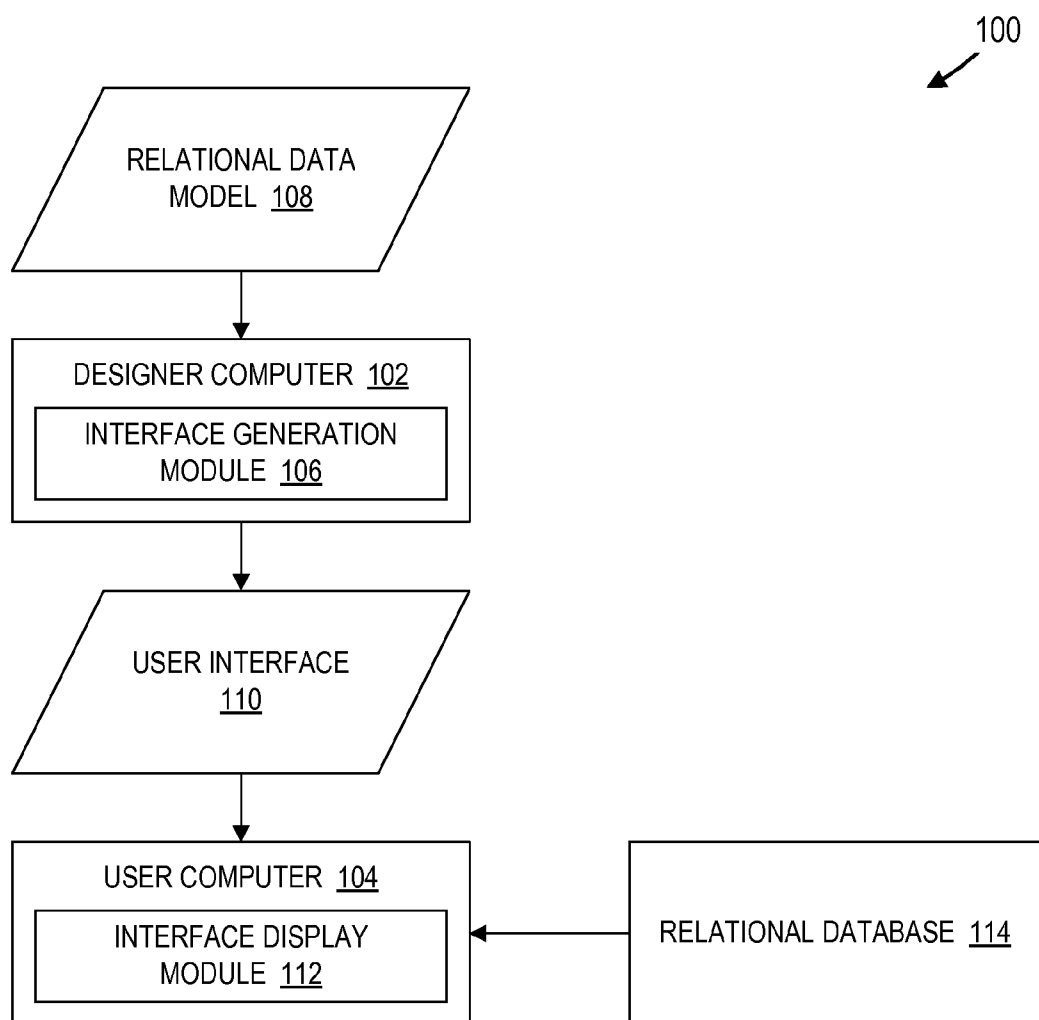 100
RELATIONAL DATA
MODEL 108
DESIGNER COMPUTER 102
INTERFACE GENERATION
MODULE 106
USER INTERFACE
110
USER COMPUTER 104
INTERFACE DISPLAY
MODULE 112
RELATIONAL DATABASE 114